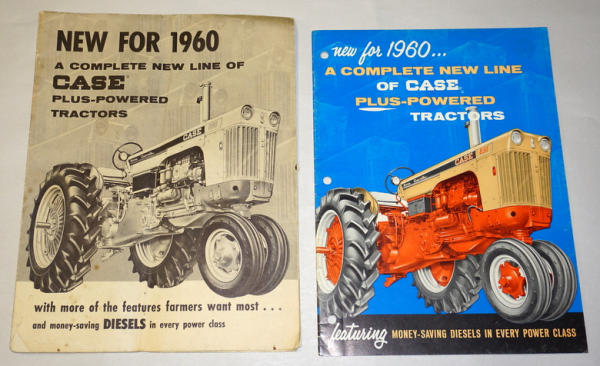 NEW FOR 1960
A COMPLETE NEW LINE OF
CASE
PLUS-POWERED
TRACTORS
CASE
with more of the features farmers want most . . .
and money-saving DIESELS in every power class
new for 1960...
A COMPLETE NEW LINE
OF CASE
PLUS-POWERED
TRACTORS
CASE
featuring MONEY-SAVING DIESELS IN EVERY POWER CLASS